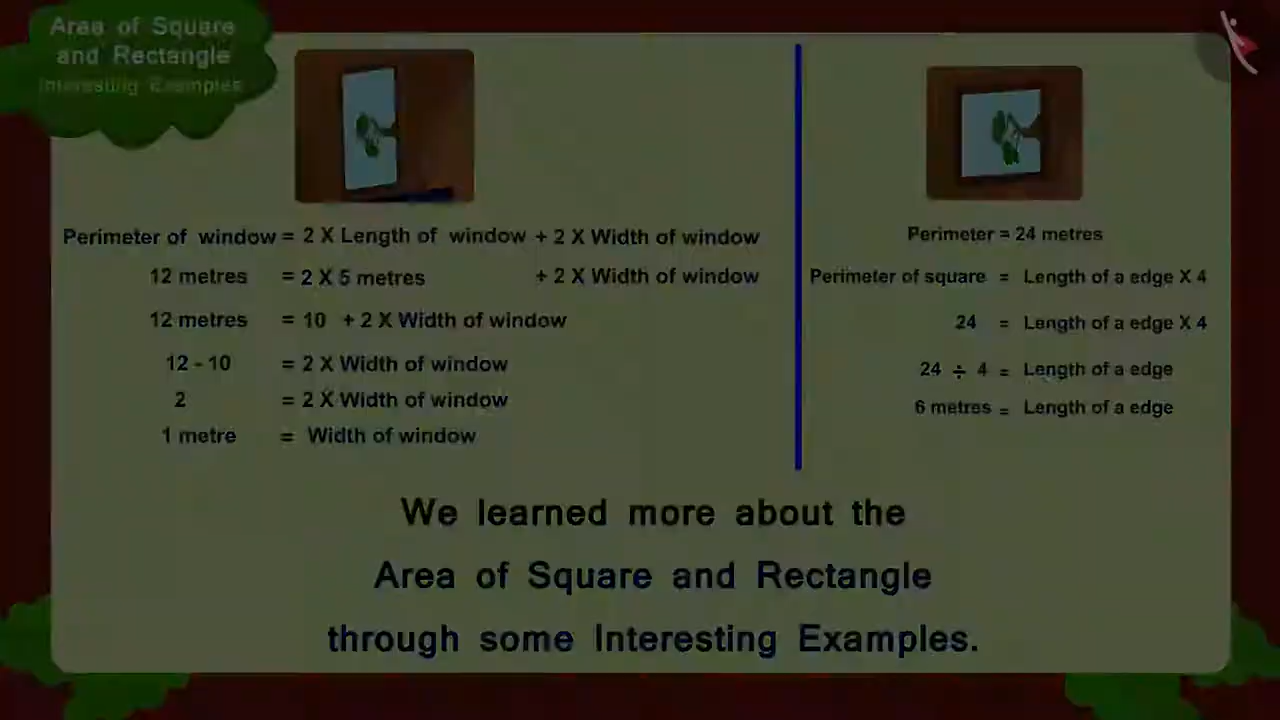 Area of Square
and Rectangle
Interesting Examples
Perimeter of window = 2 X Length of window + 2 X Width of window
12 metres = 2 X 5 metres + 2 X Width of window
12 metres = 10 + 2 X Width of window
12 - 10 = 2 X Width of window
2 = 2 X Width of window
1 metre = Width of window
Perimeter = 24 metres
Perimeter of square = Length of a edge X 4
24 = Length of a edge X 4
24 ÷ 4 = Length of a edge
6 metres = Length of a edge
We learned more about the
Area of Square and Rectangle
through some Interesting Examples.